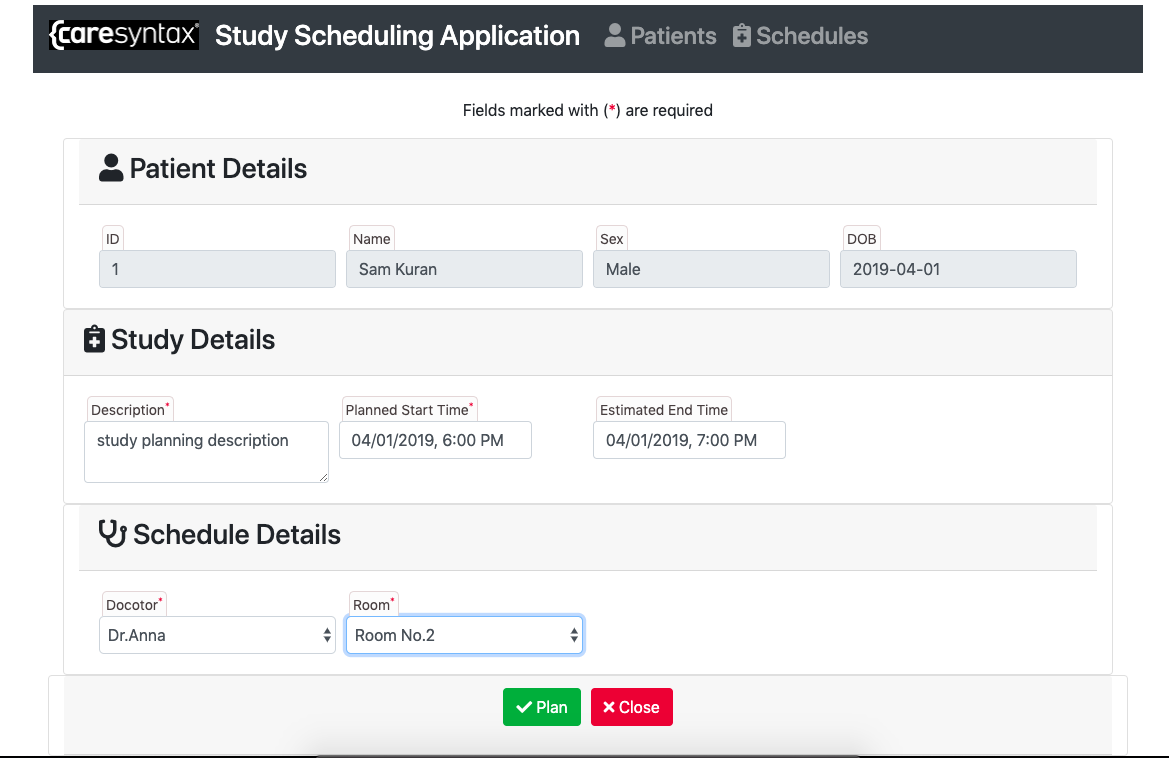 {caresyntax® Study Scheduling Application Patients Schedules
Fields marked with (*) are required
Patient Details
ID Name Sex DOB
1 Sam Kuran Male 2019-04-01
Study Details
Description* Planned Start Time* Estimated End Time
study planning description 04/01/2019, 6:00 PM 04/01/2019, 7:00 PM
Schedule Details
Docotor* Room*
Dr.Anna Room No.2
Plan Close